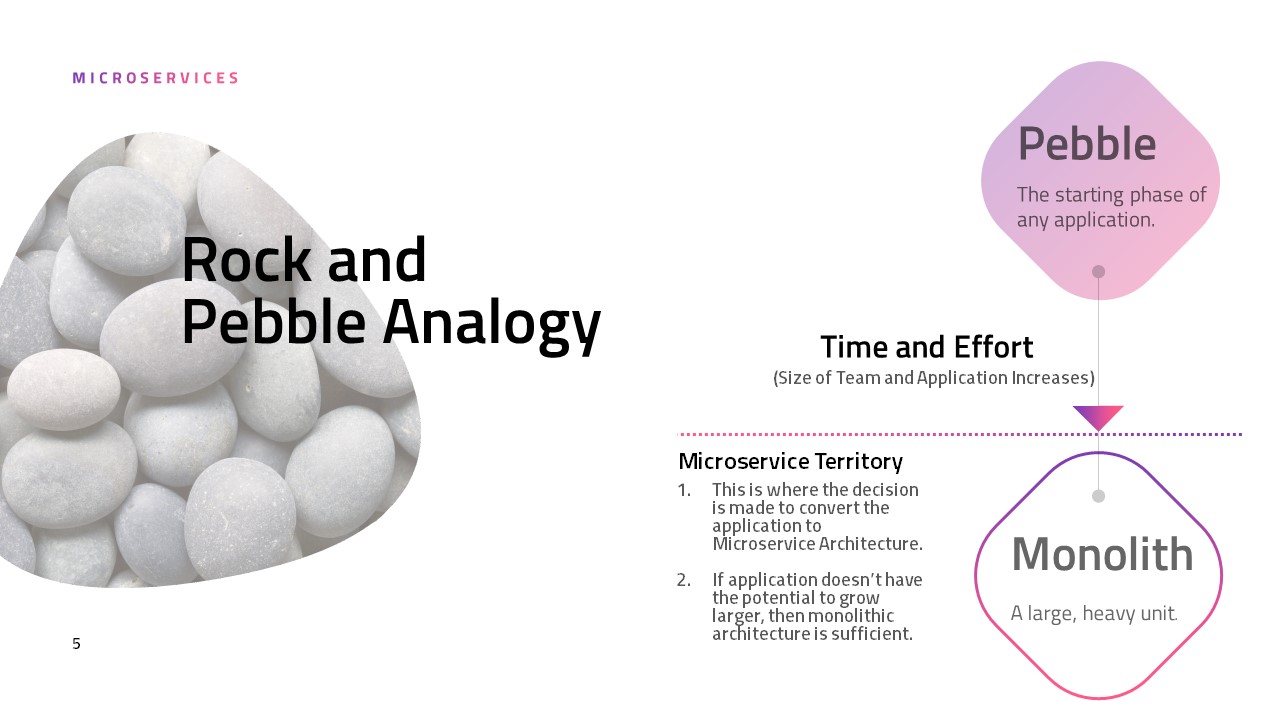 MICROSERVICES
Rock and
Pebble Analogy
5
Pebble
The starting phase of
any application.
Time and Effort
(Size of Team and Application Increases)
Microservice Territory
1. This is where the decision
is made to convert the
application to
Microservice Architecture.
2. If application doesn't have
the potential to grow
larger, then monolithic
architecture is sufficient.
Monolith
A large, heavy unit.